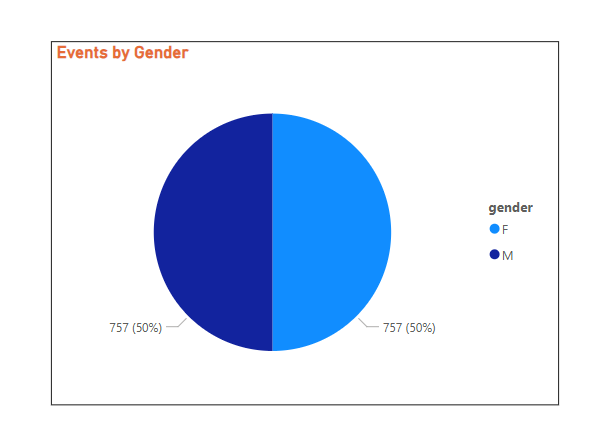 Events by Gender
gender
F
M
757 (50%)
757 (50%)